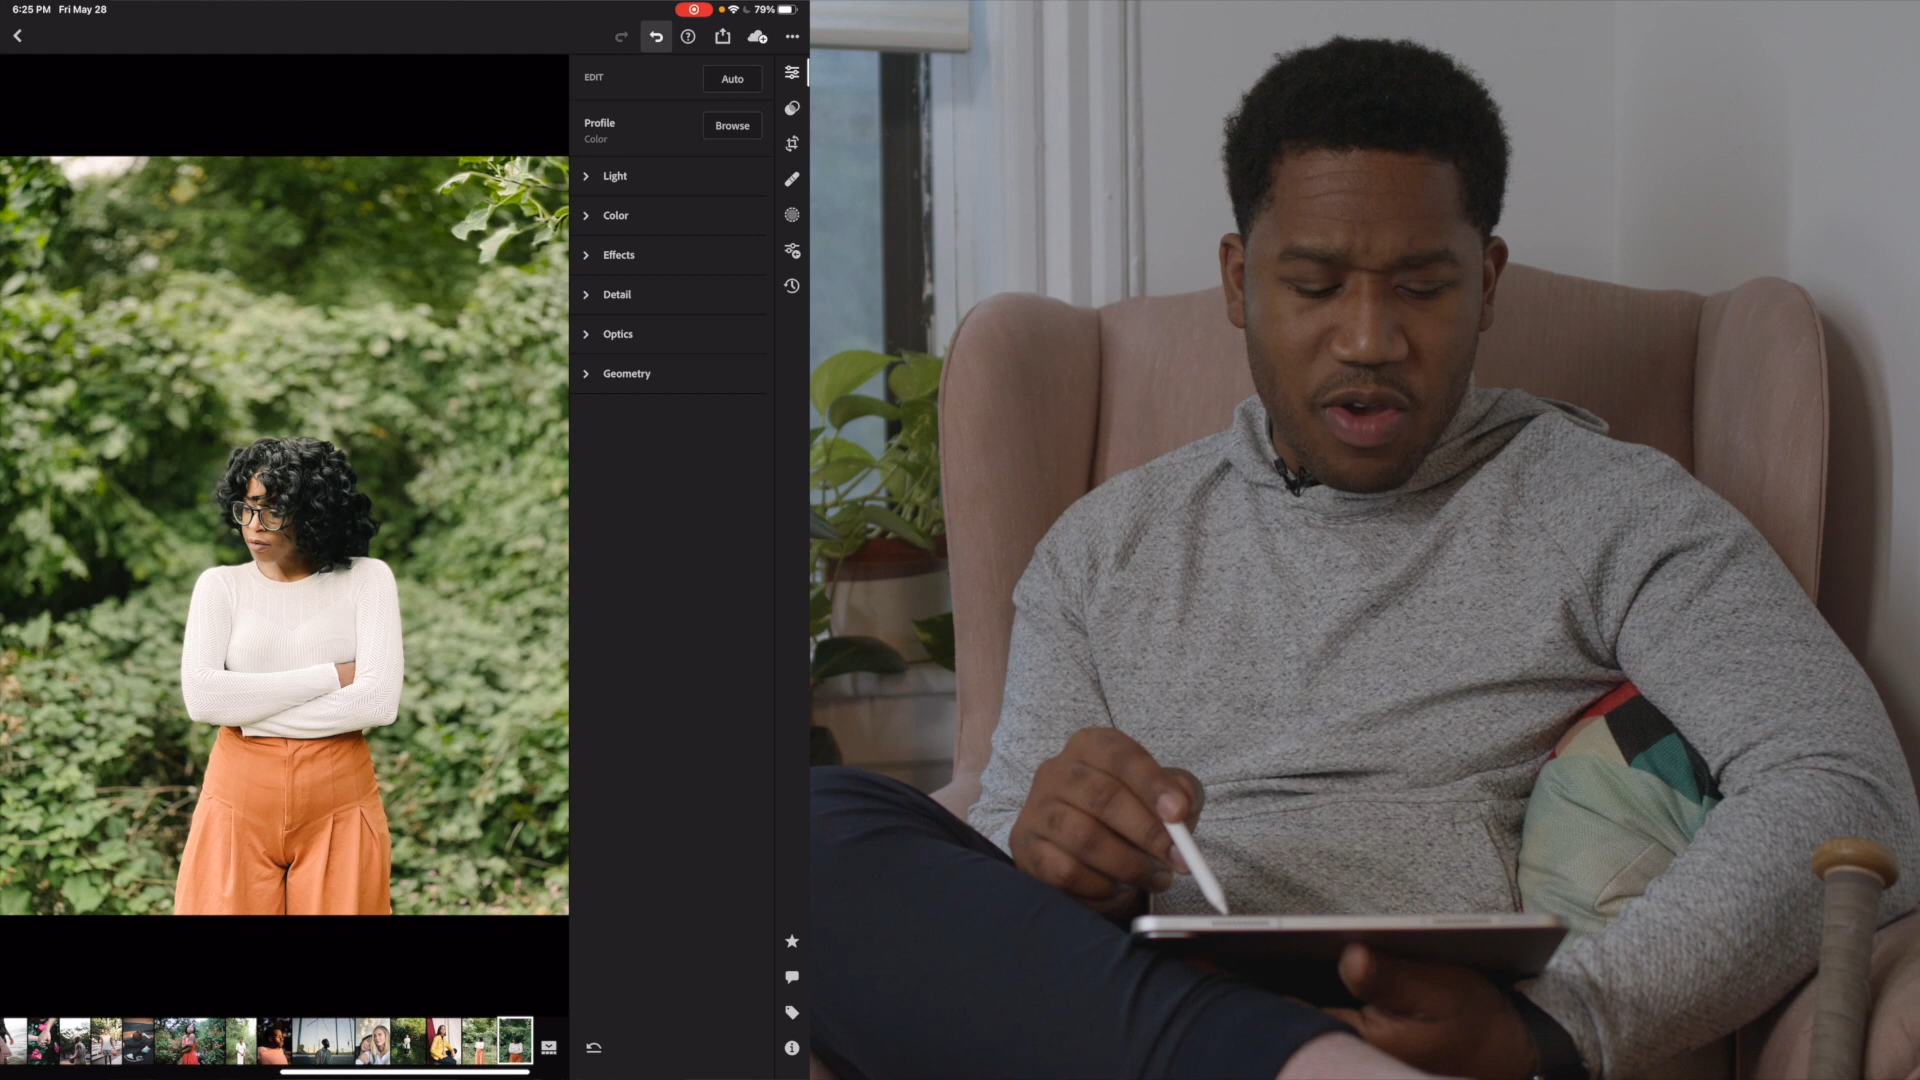 6:25 PM Fri May 28
79%
EDIT
Auto
Profile
Color
Browse
Light
Color
Effects
Detail
Optics
Geometry